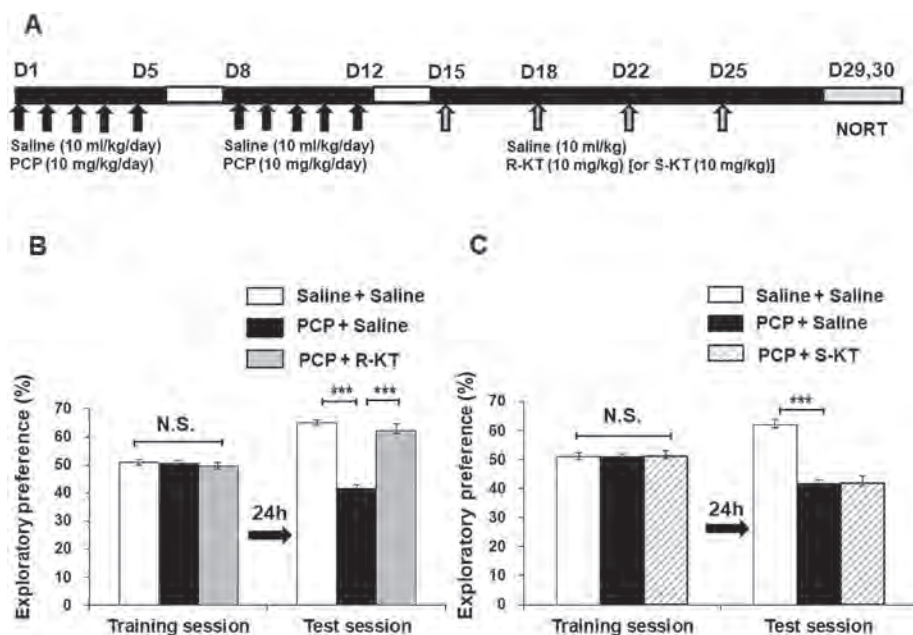 A
D1 D5 D8 D12 D15 D18 D22 D25 D29,30
NORT
Saline (10 ml/kg/day) Saline (10 ml/kg/day) Saline (10 ml/kg)
PCP (10 mg/kg/day) PCP (10 mg/kg/day) R-KT (10 mg/kg) [or S-KT (10 mg/kg)]
B
Saline + Saline
PCP + Saline
PCP + R-KT
Exploratory preference (%)
70
60
50
40
30
20
10
0
N.S.
24h
*** ***
Training session Test session
C
Saline + Saline
PCP + Saline
PCP + S-KT
Exploratory preference (%)
70
60
50
40
30
20
10
0
N.S.
24h
***
Training session Test session